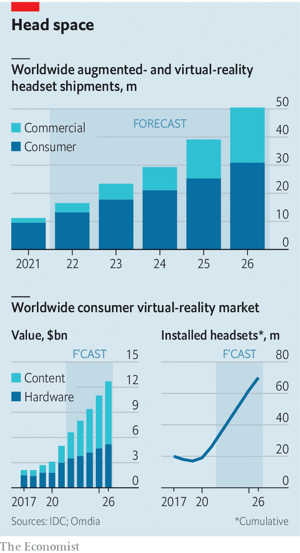 Head space
Worldwide augmented- and virtual-reality
headset shipments, m
50
Commercial
FORECAST
Consumer
40
30
20
10
0
2021 22 23 24 25 26
Worldwide consumer virtual-reality market
Value, $bn
F'CAST
15
Content
Hardware
12
9
6
3
0
2017 20 26
Installed headsets*, m
F'CAST
80
60
40
20
0
2017 20 26
Sources: IDC; Omdia
*Cumulative
The Economist